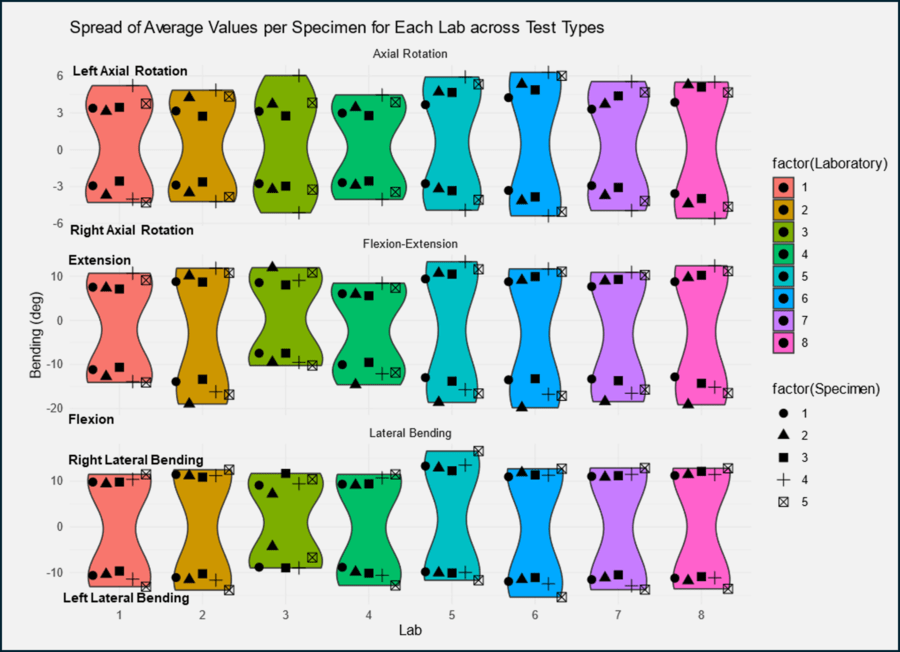 Spread of Average Values per Specimen for Each Lab across Test Types
Axial Rotation
Left Axial Rotation
6
3
0
-3
-6
Right Axial Rotation
Flexion-Extension
Extension
10
0
-10
-20
Flexion
Lateral Bending
Right Lateral Bending
10
0
-10
Left Lateral Bending
1 2 3 4 5 6 7 8
Lab
Bending (deg)
factor(Laboratory)
1
2
3
4
5
6
7
8
factor(Specimen)
1
2
3
4
5